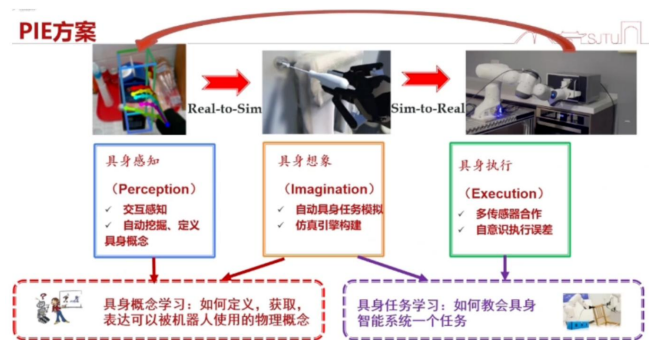 PIE方案
SJTU
Real-to-Sim
Sim-to-Real
具身感知
（Perception）
✓ 交互感知
✓ 自动挖掘、定义
具身概念
具身想象
（Imagination）
✓ 自动具身任务模拟
✓ 仿真引擎构建
具身执行
（Execution）
✓ 多传感器合作
✓ 自意识执行误差
具身概念学习：如何定义，获取，
表达可以被机器人使用的物理概念
具身任务学习：如何教会具身
智能系统一个任务